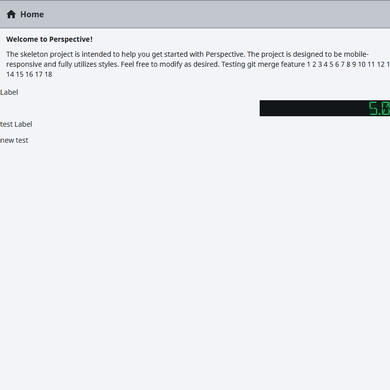 Home
Welcome to Perspective!
The skeleton project is intended to help you get started with Perspective. The project is designed to be mobile-
responsive and fully utilizes styles. Feel free to modify as desired. Testing git merge feature 1 2 3 4 5 6 7 8 9 10 11 12 1
14 15 16 17 18
Label
5.0
test Label
new test